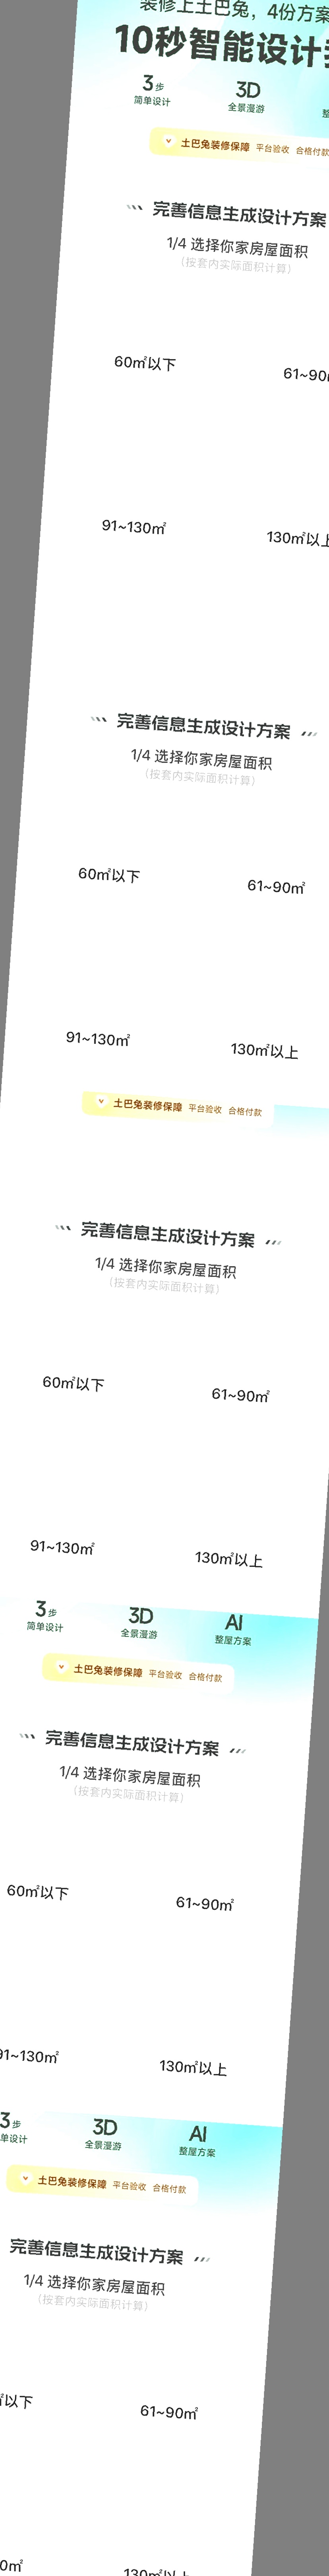 装修上土巴兔，4份方案
10秒智能设计
3步 3D
简单设计 全景漫游 整
土巴兔装修保障 平台验收 合格付款
完善信息生成设计方案
1/4 选择你家房屋面积
（按套内实际面积计算）
60㎡以下 61~90
91~130㎡ 130㎡以上
完善信息生成设计方案
1/4 选择你家房屋面积
（按套内实际面积计算）
60㎡以下 61~90㎡
91~130㎡ 130㎡以上
土巴兔装修保障 平台验收 合格付款
完善信息生成设计方案
1/4 选择你家房屋面积
（按套内实际面积计算）
60㎡以下 61~90㎡
91~130㎡ 130㎡以上
3步 3D AI
简单设计 全景漫游 整屋方案
土巴兔装修保障 平台验收 合格付款
完善信息生成设计方案
1/4 选择你家房屋面积
（按套内实际面积计算）
60㎡以下 61~90㎡
91~130㎡ 130㎡以上
3步 3D AI
单设计 全景漫游 整屋方案
土巴兔装修保障 平台验收 合格付款
完善信息生成设计方案
1/4 选择你家房屋面积
（按套内实际面积计算）
㎡以下 61~90㎡
0㎡ 130㎡以上